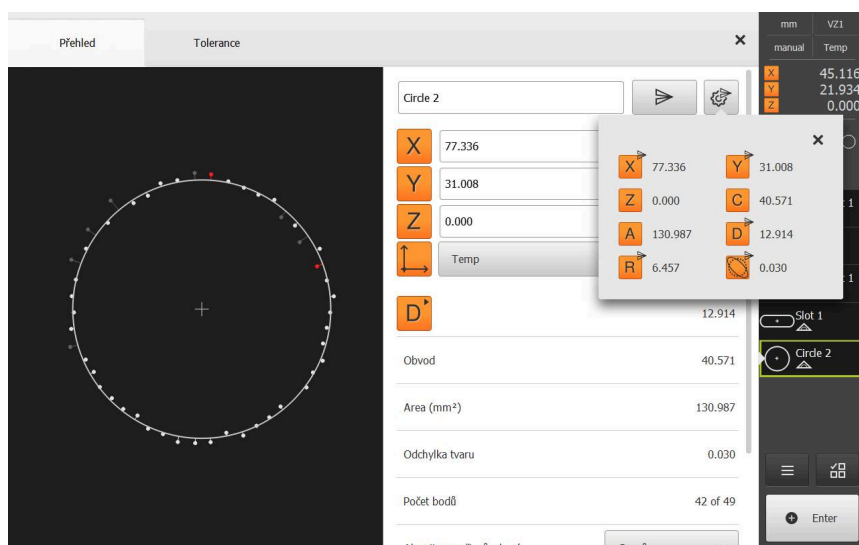 Přehled
Tolerance
mm VZ1
manual Temp
X 45.116
Y 21.934
Z 0.000
Circle 2
X 77.336
Y 31.008
Z 0.000
Temp
D 12.914
Obvod 40.571
Area (mm²) 130.987
Odchylka tvaru 0.030
Počet bodů 42 of 49
X 77.336 Y 31.008
Z 0.000 C 40.571
A 130.987 D 12.914
R 6.457 0.030
t 1
t 1
Slot 1
Circle 2
Enter